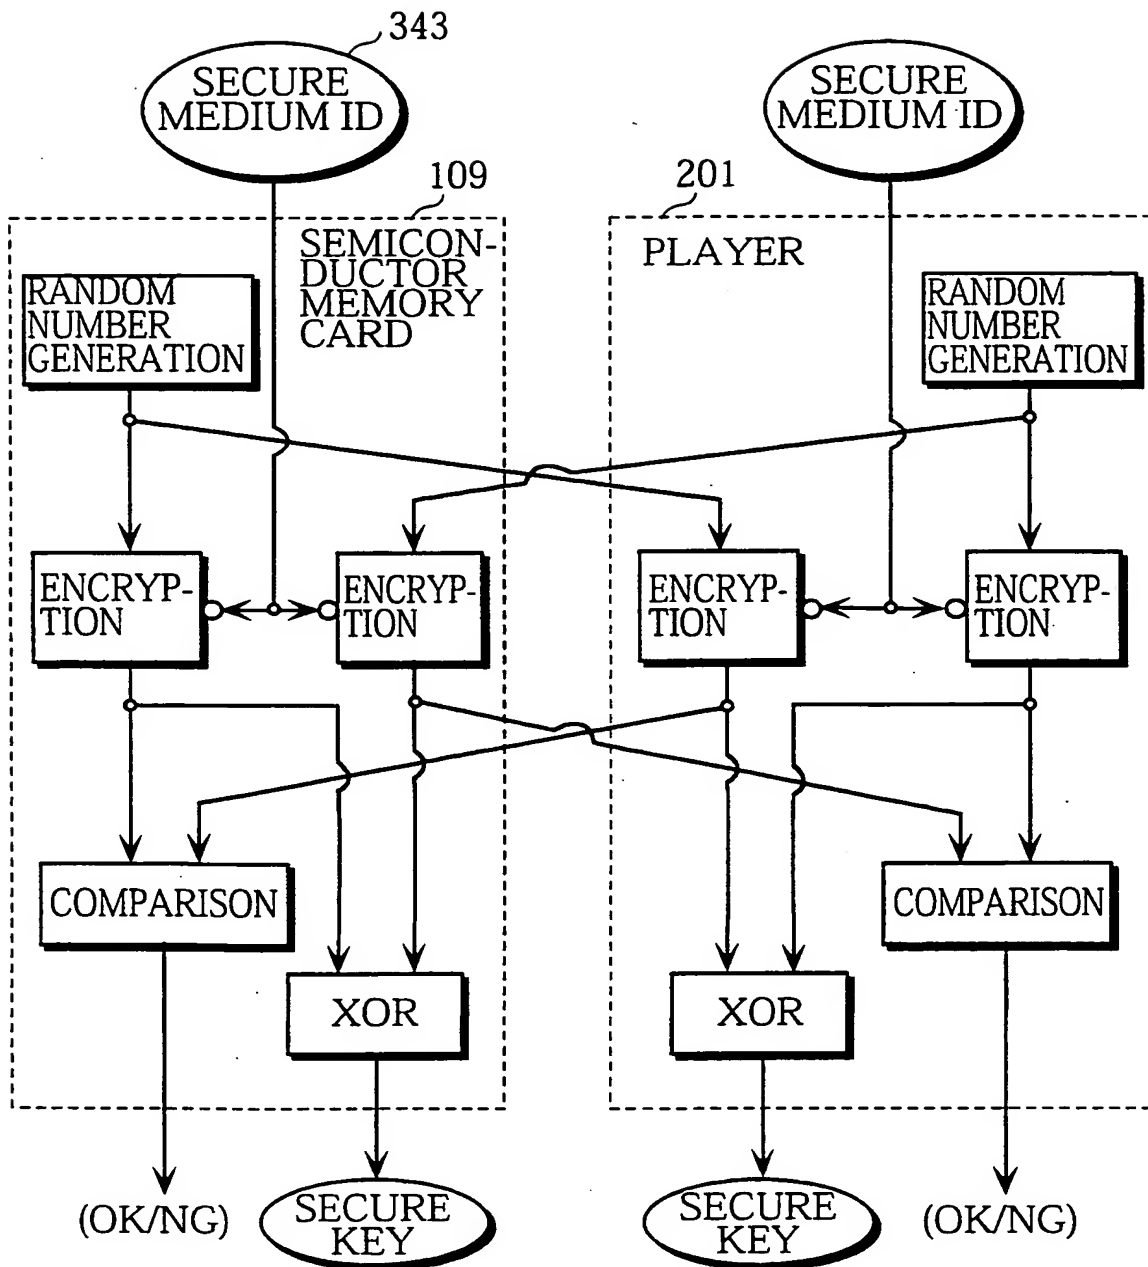 343
SECURE
MEDIUM ID
SECURE
MEDIUM ID
109
201
SEMICON-
DUCTOR
MEMORY
CARD
PLAYER
RANDOM
NUMBER
GENERATION
RANDOM
NUMBER
GENERATION
ENCRYP-
TION
ENCRYP-
TION
ENCRYP-
TION
ENCRYP-
TION
COMPARISON
COMPARISON
XOR
XOR
(OK/NG)
SECURE
KEY
SECURE
KEY
(OK/NG)